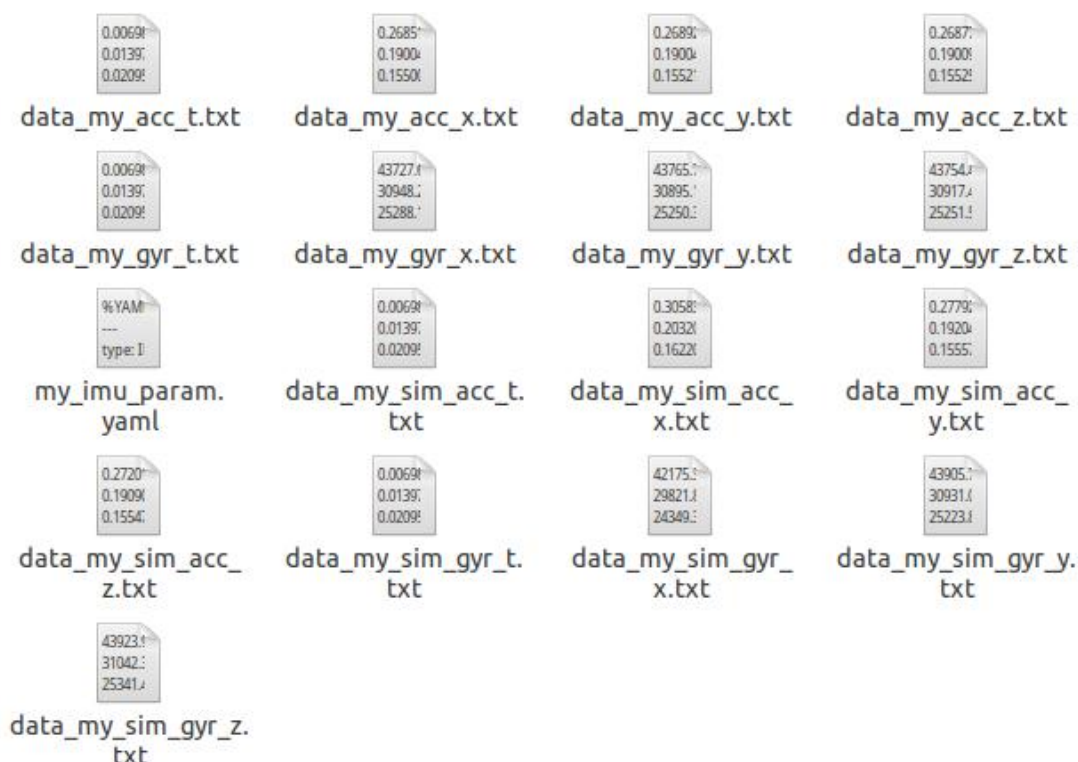 0.0069
0.0139
0.0209
data_my_acc_t.txt
0.2685
0.1900
0.1550
data_my_acc_x.txt
0.2689
0.1900
0.1552
data_my_acc_y.txt
0.2687
0.1900
0.1552
data_my_acc_z.txt
0.0069
0.0139
0.0209
data_my_gyr_t.txt
43727.
30948.
25288.
data_my_gyr_x.txt
43765.
30895.
25250.
data_my_gyr_y.txt
43754.
30917.
25251.
data_my_gyr_z.txt
%YAM
---
type: I
my_imu_param.
yaml
0.0069
0.0139
0.0209
data_my_sim_acc_t.
txt
0.3058
0.2032
0.1622
data_my_sim_acc_
x.txt
0.2779
0.1920
0.1555
data_my_sim_acc_
y.txt
0.2720
0.1909
0.1554
data_my_sim_acc_
z.txt
0.0069
0.0139
0.0209
data_my_sim_gyr_t.
txt
42175.
29821.
24349.
data_my_sim_gyr_
x.txt
43905.
30931.
25223.
data_my_sim_gyr_y.
txt
43923.
31042.
25341.
data_my_sim_gyr_z.
txt